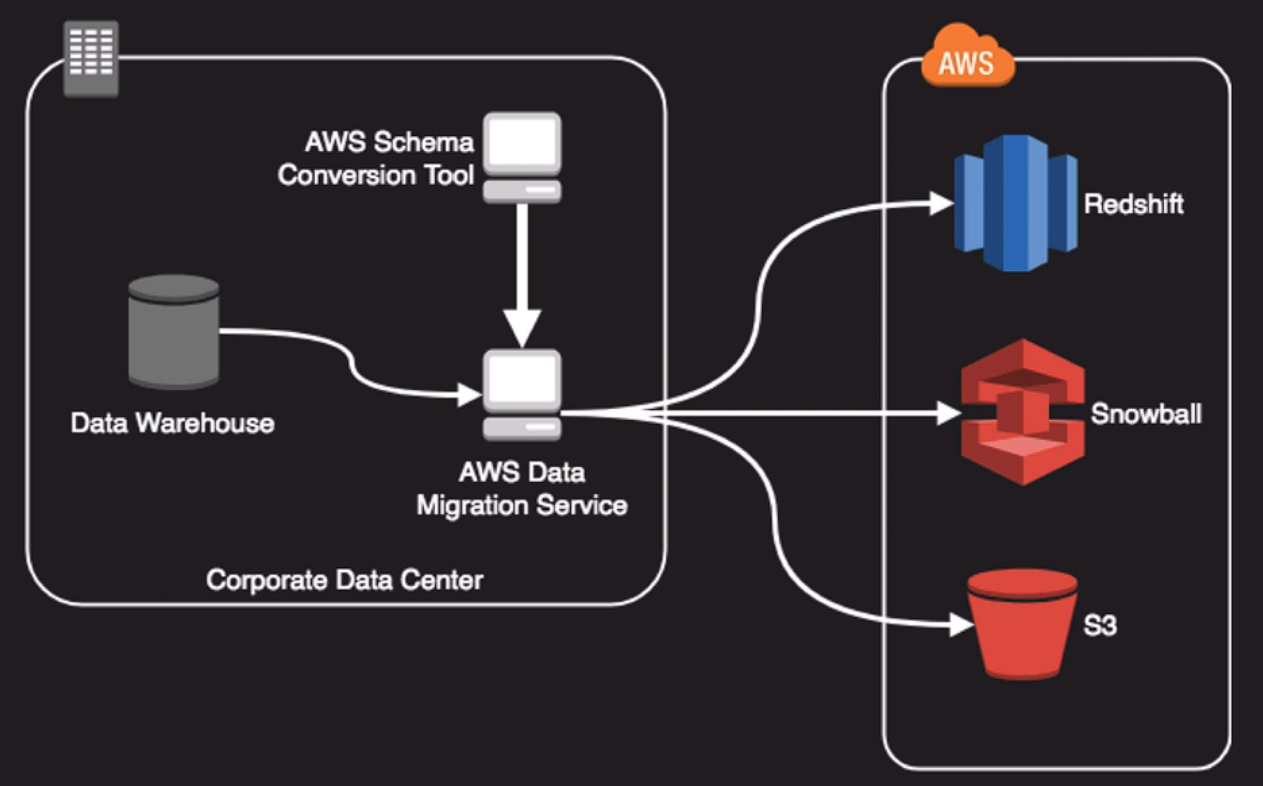 AWS
AWS Schema
Conversion Tool
Redshift
Data Warehouse
Snowball
AWS Data
Migration Service
Corporate Data Center
S3